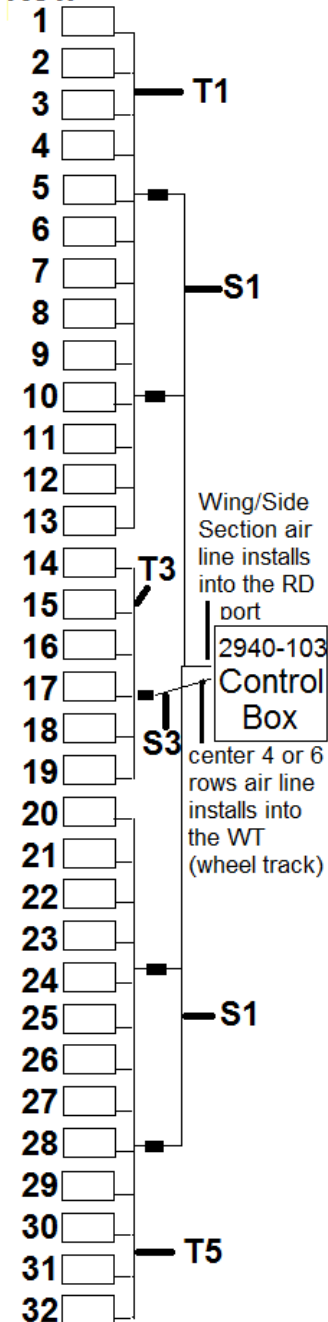 1
2
T1
3
4
5
6
7
S1
8
9
10
11
12
13
Wing/Side
Section air
line installs
into the RD
port
14
T3
15
16
2940-103
Control
Box
17
18
S3
19
center 4 or 6
rows air line
installs into
the WT
(wheel track)
20
21
22
23
24
25
S1
26
27
28
29
30
T5
31
32